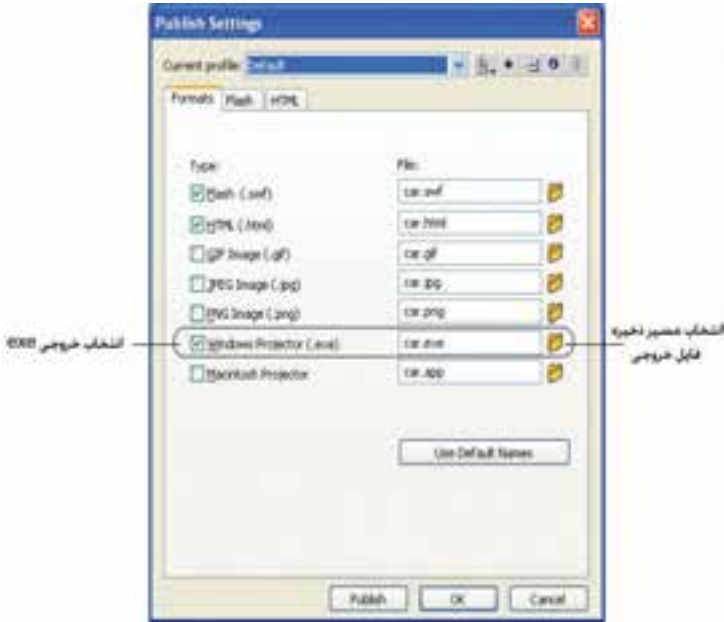 Publish Settings
Current profile: Default
Formats Flash HTML
Type: File:
Flash (.swf) car.swf
HTML (.html) car.html
GIF Image (.gif) car.gif
JPEG Image (.jpg) car.jpg
PNG Image (.png) car.png
Windows Projector (.exe) car.exe
Macintosh Projector car.app
انتخاب خروجی exe
انتخاب مسیر ذخیره
فایل خروجی
Use Default Names
Publish OK Cancel